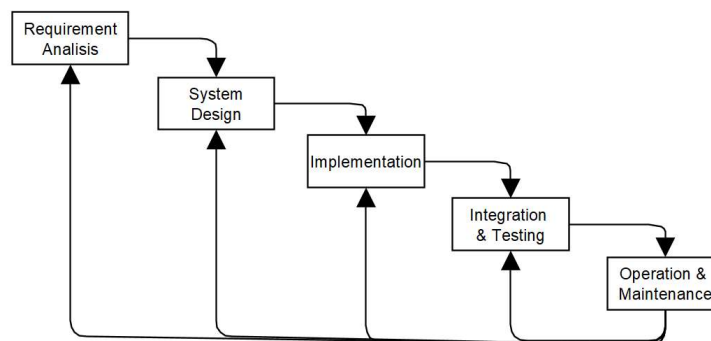 Requirement
Analisis
System
Design
Implementation
Integration
& Testing
Operation &
Maintenance